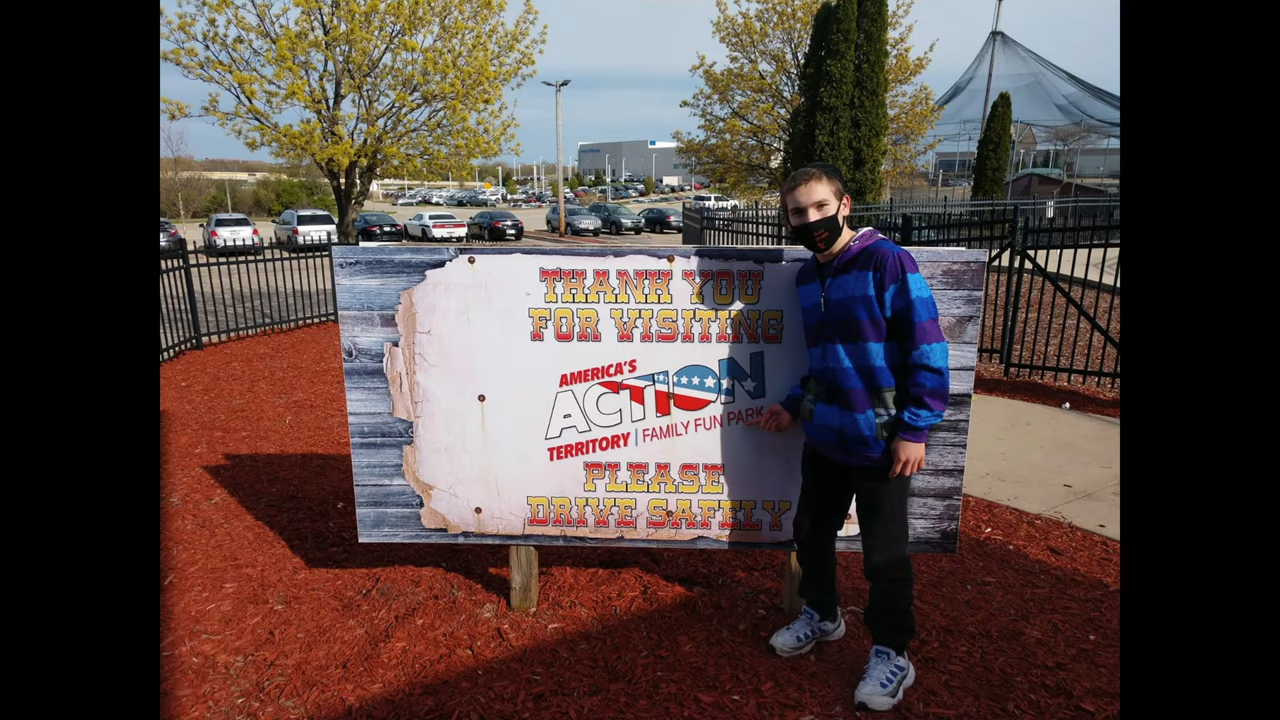 THANK YOU
FOR VISITING
AMERICA'S
ACTION
TERRITORY | FAMILY FUN PARK
PLEASE
DRIVE SAFELY